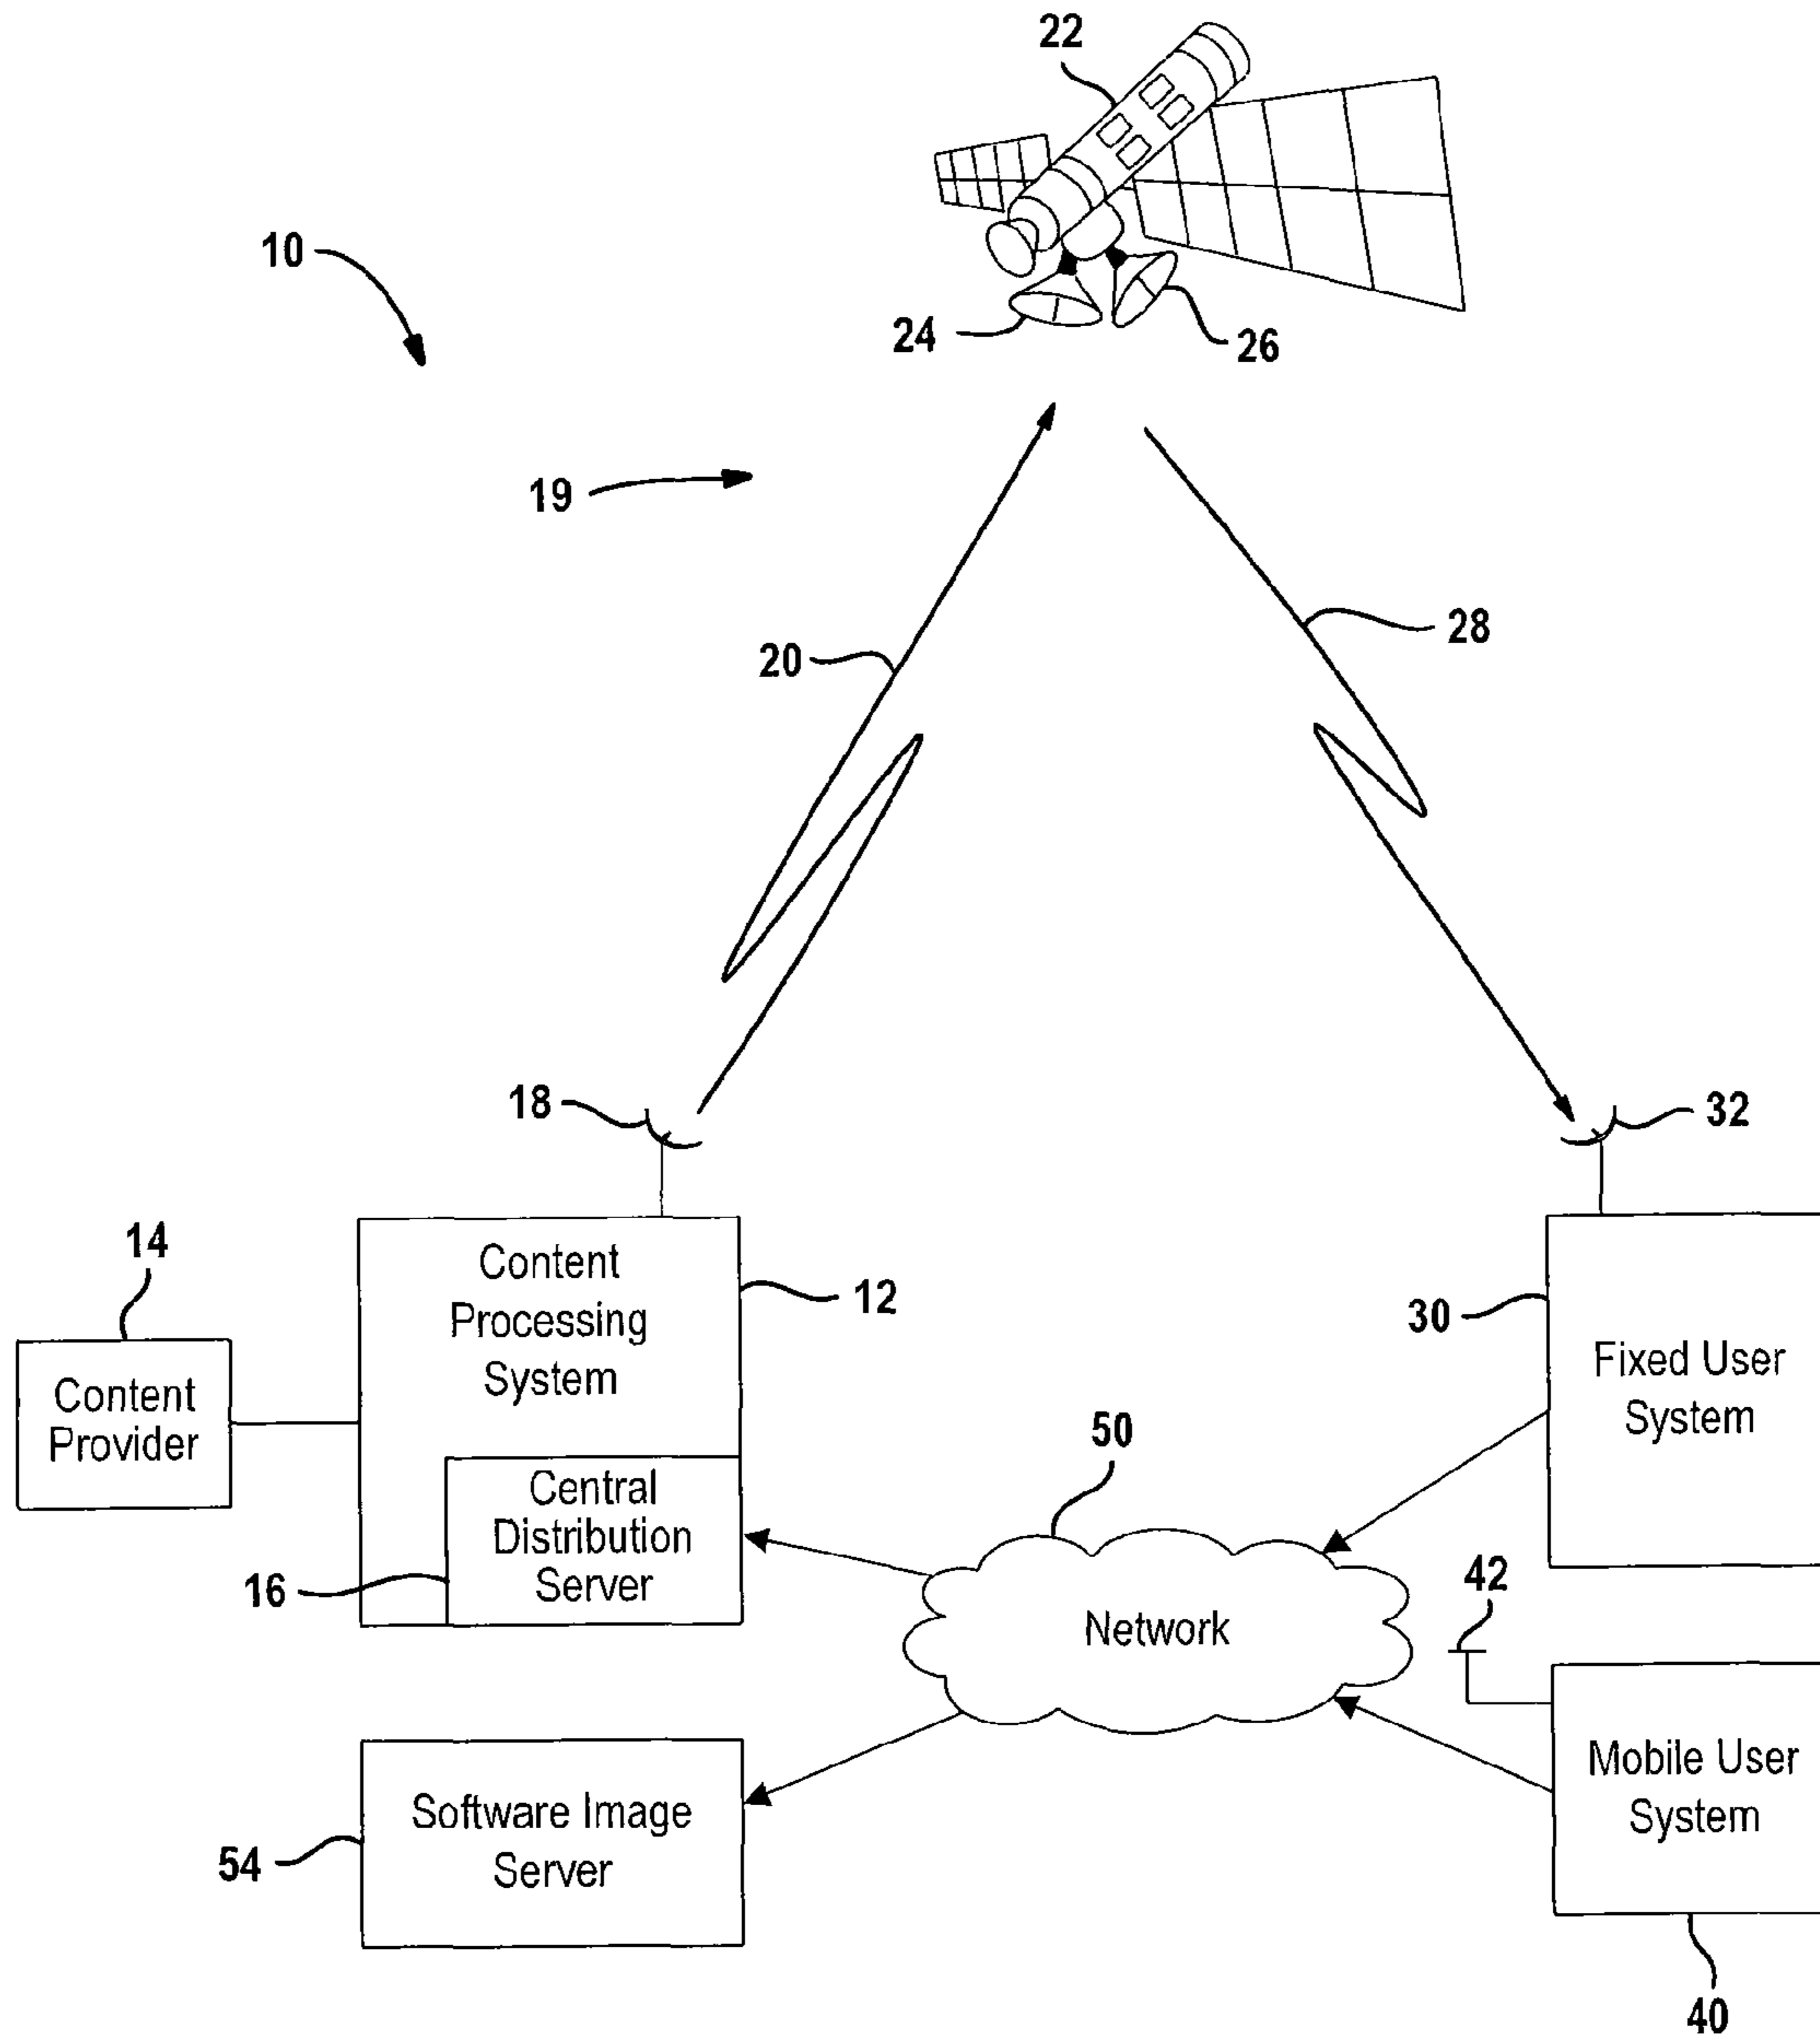 22
10
24
26
19
28
20
18
32
14
Content
Processing
System
12
30
Fixed User
System
Content
Provider
50
Central
Distribution
Server
16
42
Network
Mobile User
System
Software Image
Server
54
40